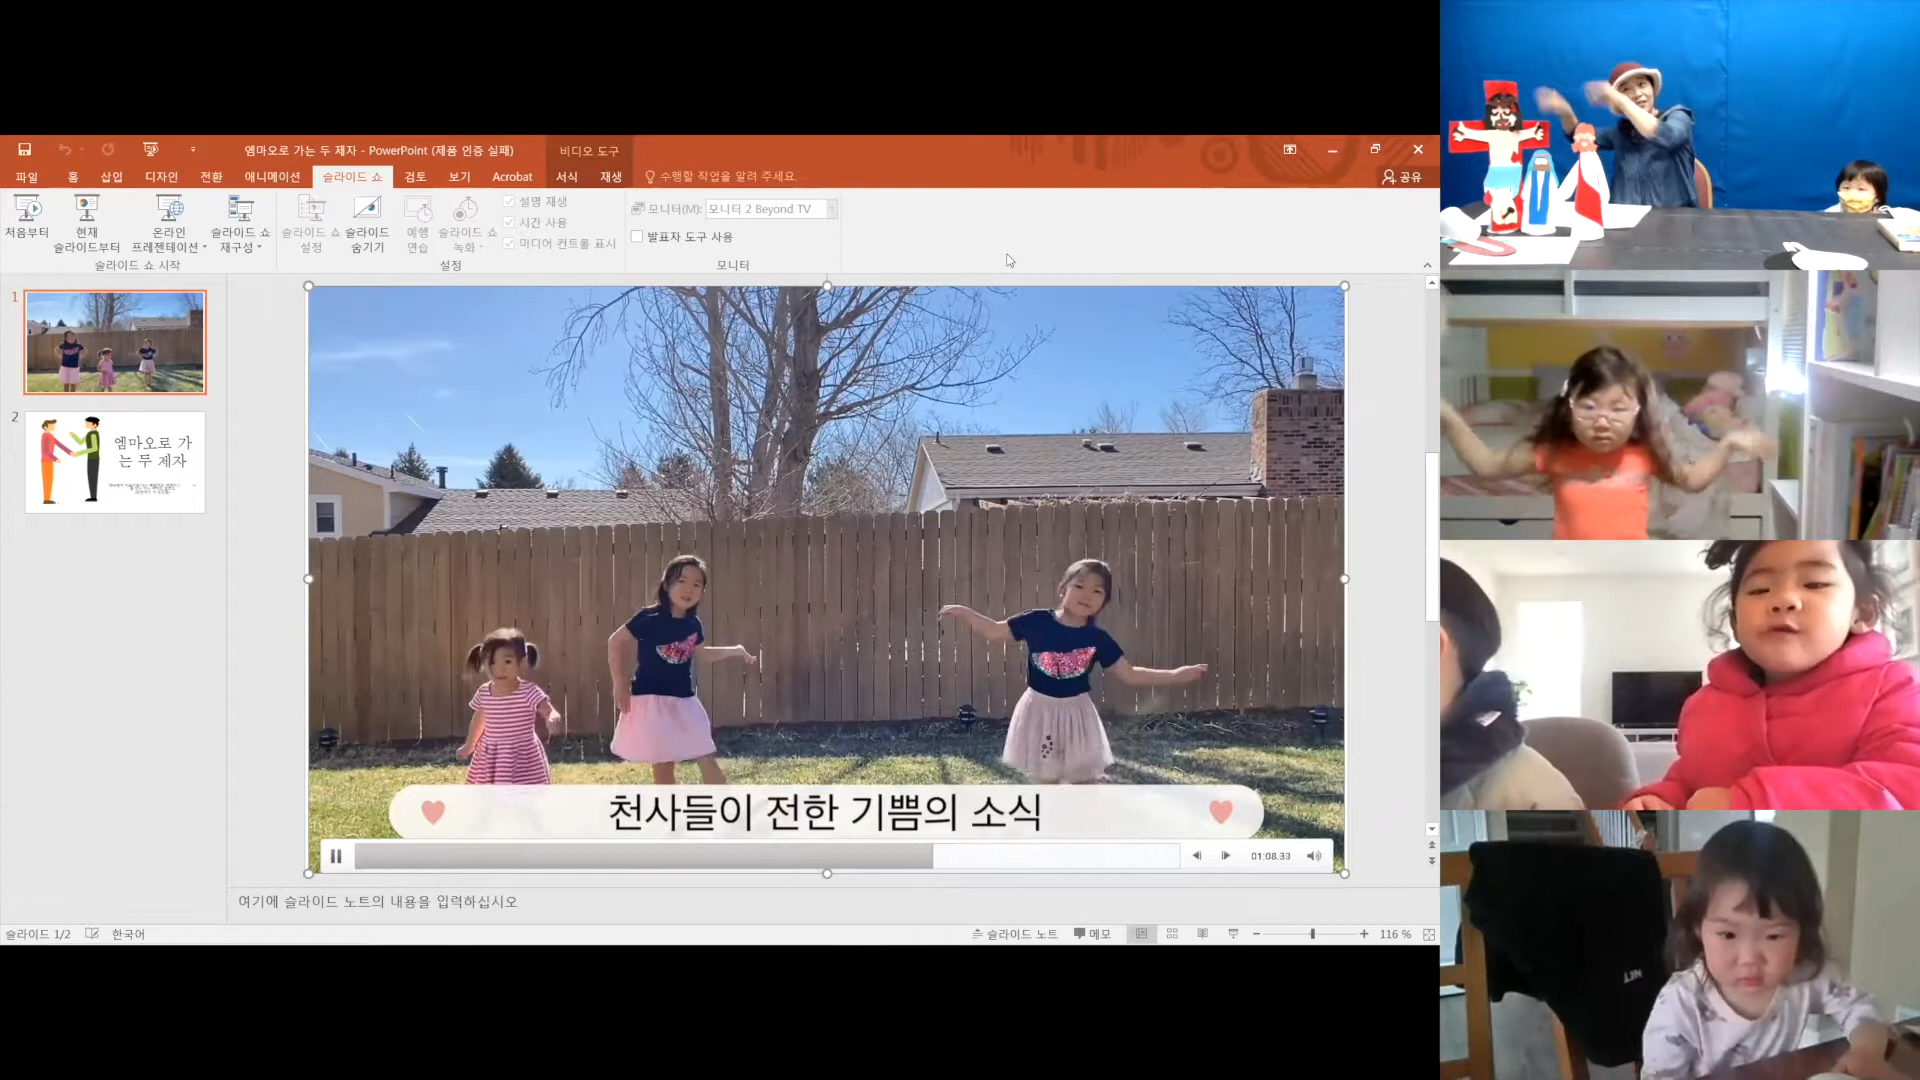 엠마오로 가는 두 제자 - PowerPoint (제품 인증 실패)
비디오 도구
파일 홈 삽입 디자인 전환 애니메이션 슬라이드 쇼 검토 보기 Acrobat 서식 재생 수행할 작업을 알려 주세요. 공유
처음부터
현재
슬라이드부터
온라인
프레젠테이션
슬라이드 쇼
재구성
슬라이드 쇼
설정
슬라이드
숨기기
예행
연습
슬라이드 쇼
녹화
설명 재생
시간 사용
미디어 컨트롤 표시
모니터(M): 모니터 2 Beyond TV
발표자 도구 사용
슬라이드 쇼 시작
설정
모니터
1
2
엠마오로 가
는 두 제자
천사들이 전한 기쁨의 소식
01:08.33
여기에 슬라이드 노트의 내용을 입력하십시오
슬라이드 1/2 한국어 슬라이드 노트 메모 116 %